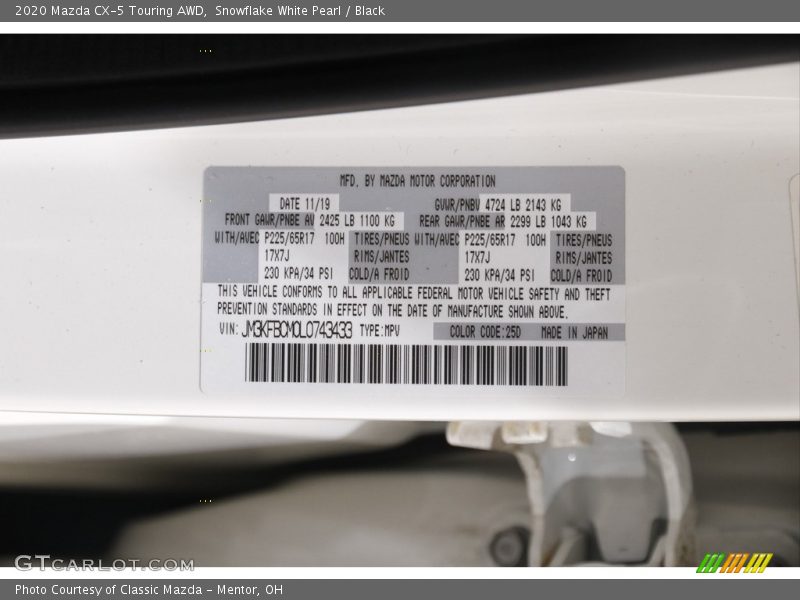 2020 Mazda CX-5 Touring AWD, Snowflake White Pearl / Black
MFD. BY MAZDA MOTOR CORPORATION
DATE 11/19 GVWR/PNBV 4724 LB 2143 KG
FRONT GAWR/PNBE AV 2425 LB 1100 KG REAR GAWR/PNBE AR 2299 LB 1043 KG
WITH/AVEC P225/65R17 100H TIRES/PNEUS WITH/AVEC P225/65R17 100H TIRES/PNEUS
17X7J RIMS/JANTES 17X7J RIMS/JANTES
230 KPA/34 PSI COLD/A FROID 230 KPA/34 PSI COLD/A FROID
THIS VEHICLE CONFORMS TO ALL APPLICABLE FEDERAL MOTOR VEHICLE SAFETY AND THEFT
PREVENTION STANDARDS IN EFFECT ON THE DATE OF MANUFACTURE SHOWN ABOVE.
VIN: JM3KFBCM0L0743433 TYPE:MPV COLOR CODE:25D MADE IN JAPAN
GTCARLOT.COM
Photo Courtesy of Classic Mazda - Mentor, OH